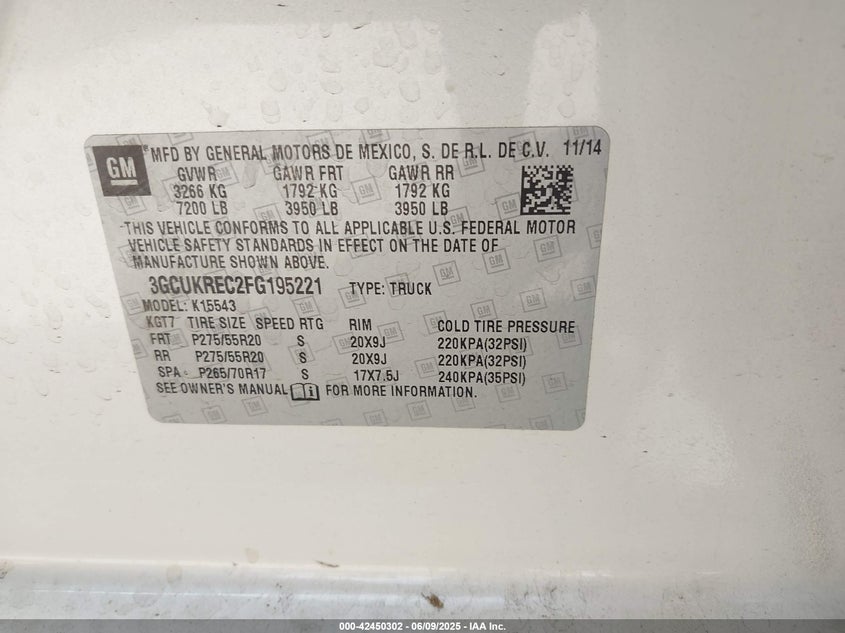 GM
® MFD BY GENERAL MOTORS DE MEXICO, S. DE R.L. DE C.V. 11/14
GVWR GAWR FRT GAWR RR
3266 KG 1792 KG 1792 KG
7200 LB 3950 LB 3950 LB
THIS VEHICLE CONFORMS TO ALL APPLICABLE U.S. FEDERAL MOTOR
VEHICLE SAFETY STANDARDS IN EFFECT ON THE DATE OF
MANUFACTURE SHOWN ABOVE.
3GCUKREC2FG195221 TYPE: TRUCK
MODEL: K15543
KGT7 TIRE SIZE SPEED RTG RIM COLD TIRE PRESSURE
FRT P275/55R20 S 20X9J 220KPA(32PSI)
RR P275/55R20 S 20X9J 220KPA(32PSI)
SPA P265/70R17 S 17X7.5J 240KPA(35PSI)
SEE OWNER'S MANUAL FOR MORE INFORMATION.
000-42450302 - 06/09/2025 - IAA Inc.